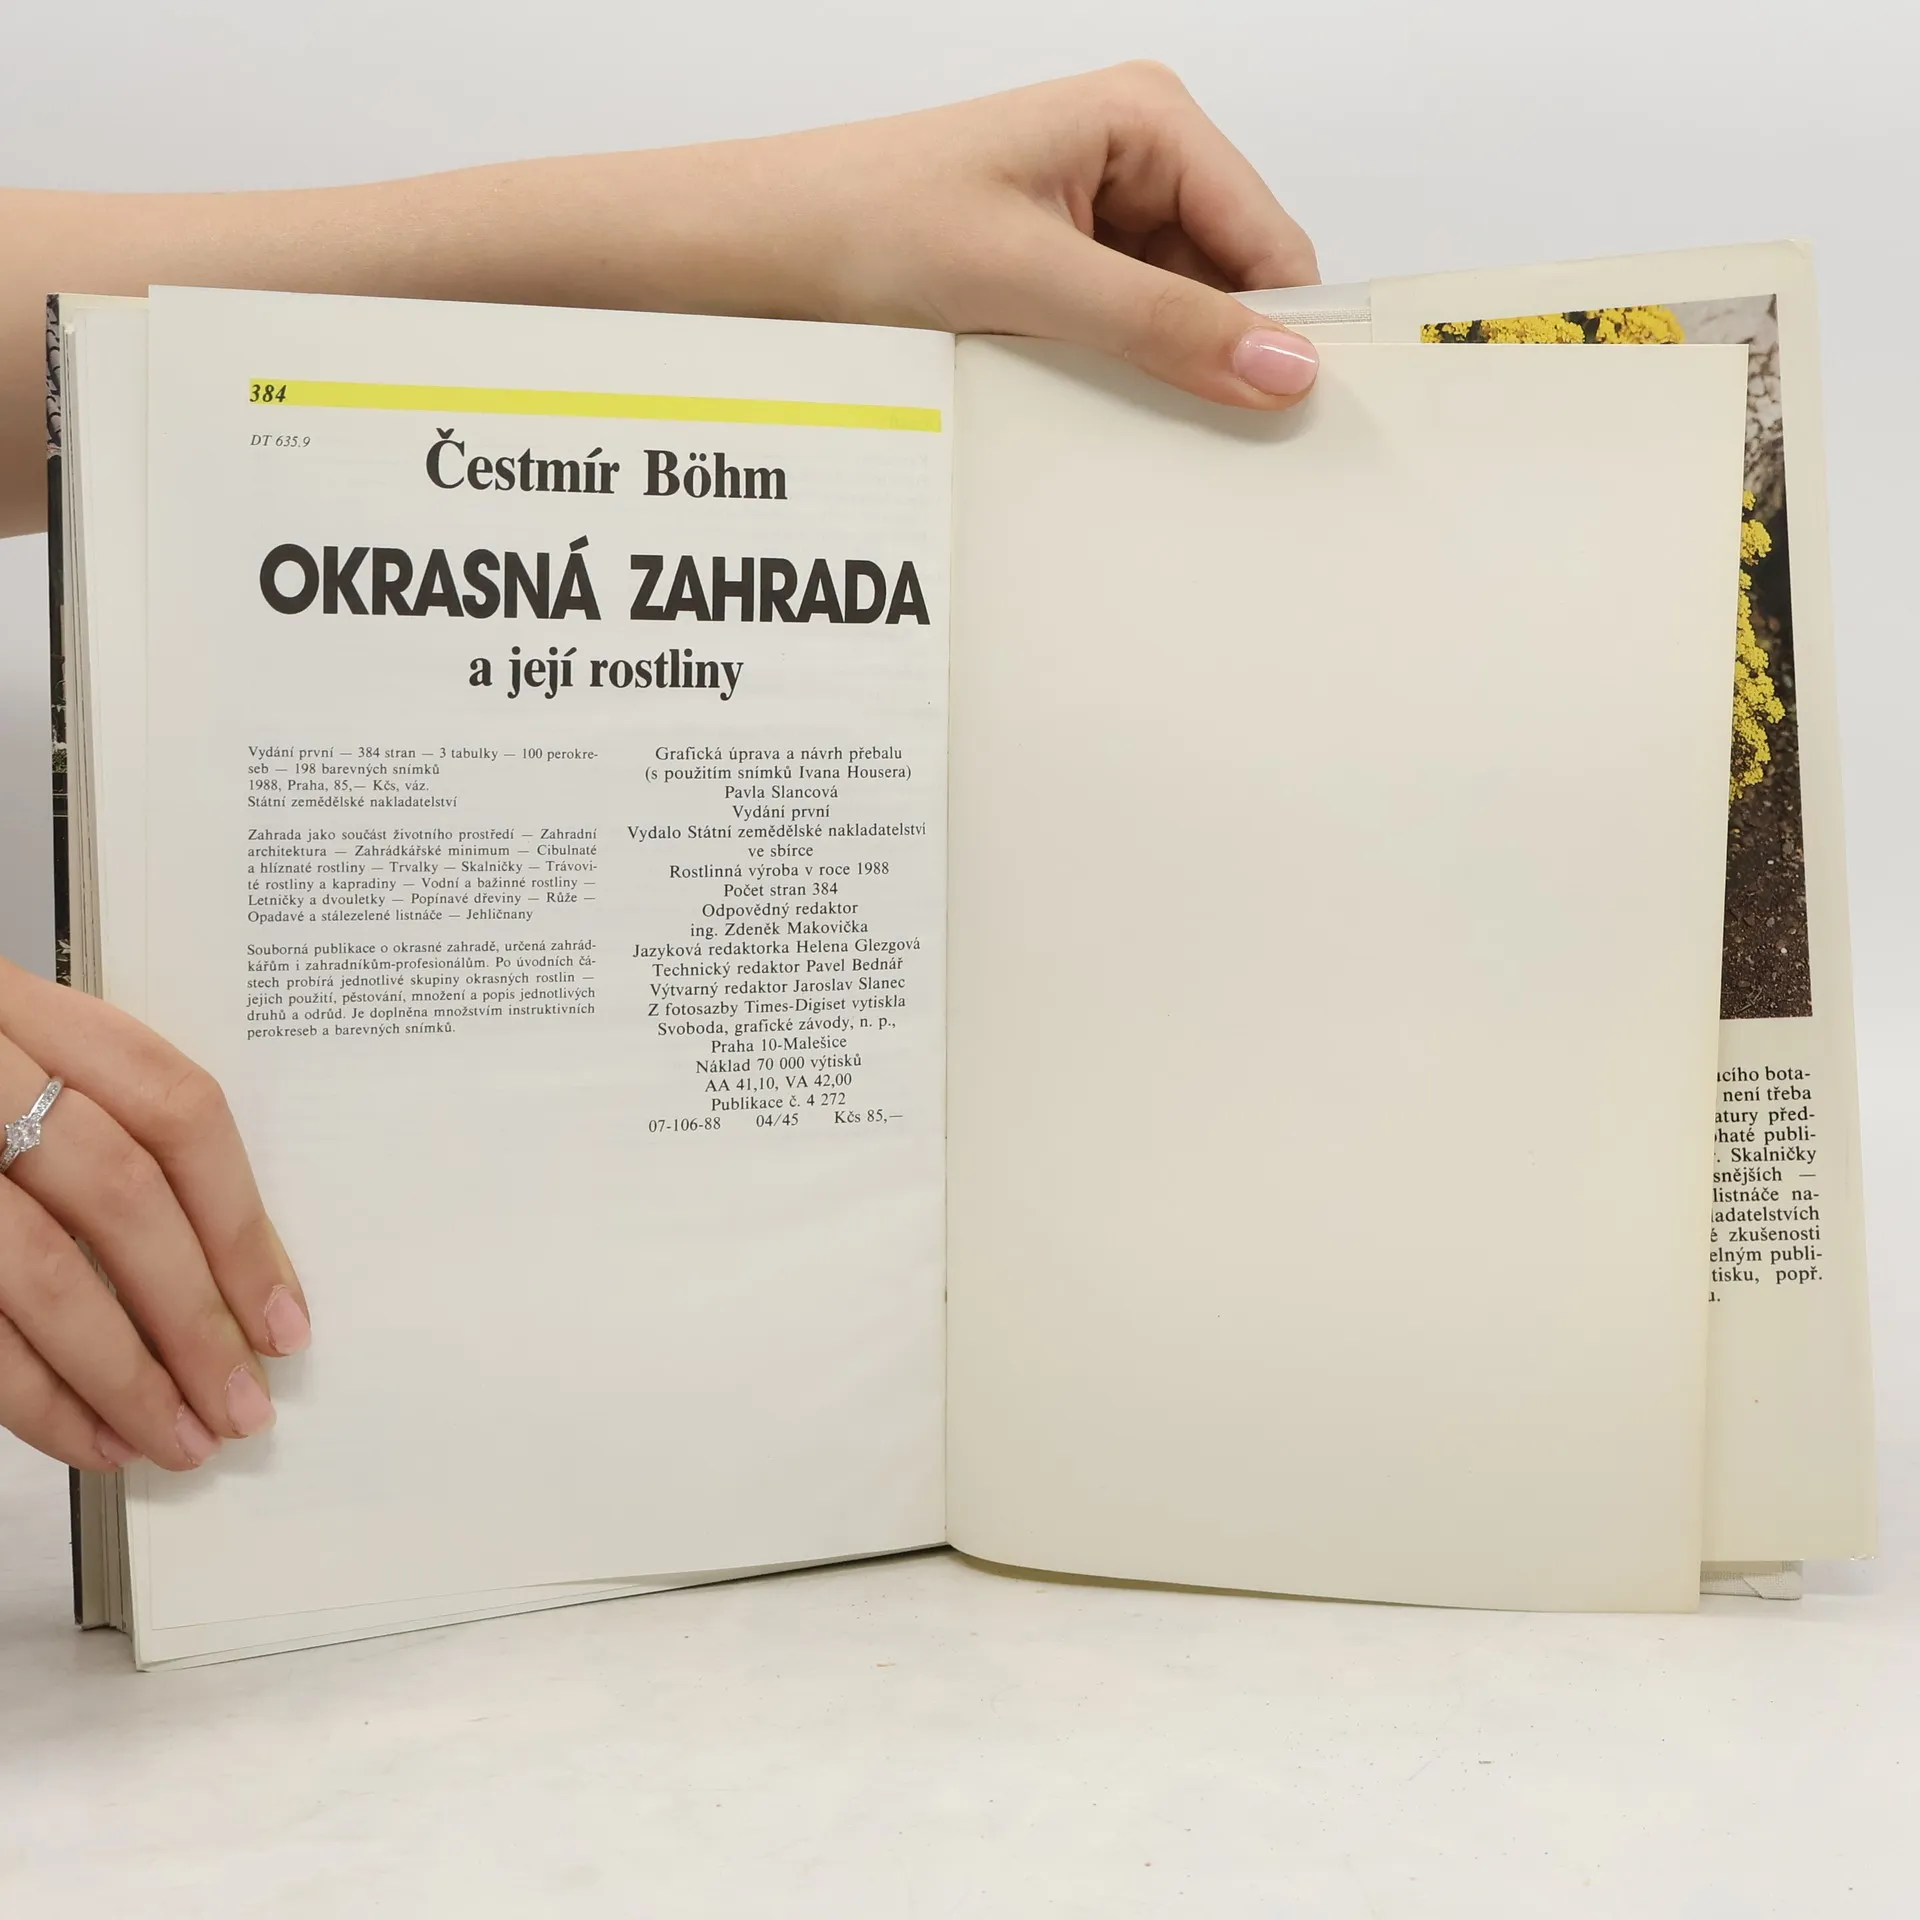 384
DT 635.9
Čestmír Böhm
OKRASNÁ ZAHRADA
a její rostliny
Vydání první — 384 stran — 3 tabulky — 100 perokre-
seb — 198 barevných snímků
1988, Praha, 85,— Kčs, váz.
Státní zemědělské nakladatelství
Zahrada jako součást životního prostředí — Zahradní
architektura — Zahrádkářské minimum — Cibulnaté
a hlíznaté rostliny — Trvalky — Skalničky — Trávovi-
té rostliny a kapradiny — Vodní a bažinné rostliny —
Letničky a dvouletky — Popínavé dřeviny — Růže —
Opadavé a stálezelené listnáče — Jehličnany
Souborná publikace o okrasné zahradě, určená zahrád-
kářům i zahradníkům-profesionálům. Po úvodních čá-
stech probírá jednotlivé skupiny okrasných rostlin —
jejich použití, pěstování, množení a popis jednotlivých
druhů a odrůd. Je doplněna množstvím instruktivních
perokreseb a barevných snímků.
Grafická úprava a návrh přebalu
(s použitím snímků Ivana Housera)
Pavla Slancová
Vydání první
Vydalo Státní zemědělské nakladatelství
ve sbírce
Rostlinná výroba v roce 1988
Počet stran 384
Odpovědný redaktor
ing. Zdeněk Makovička
Jazyková redaktorka Helena Glezgová
Technický redaktor Pavel Bednář
Výtvarný redaktor Jaroslav Slanec
Z fotosazby Times-Digiset vytiskla
Svoboda, grafické závody, n. p.,
Praha 10-Malešice
Náklad 70 000 výtisků
AA 41,10, VA 42,00
Publikace č. 4 272
07-106-88 04/45 Kčs 85,—
bota-
není třeba
před-
publi-
Skalničky
—
listnáče na-
zkušenosti
publi-
tisku, popř.